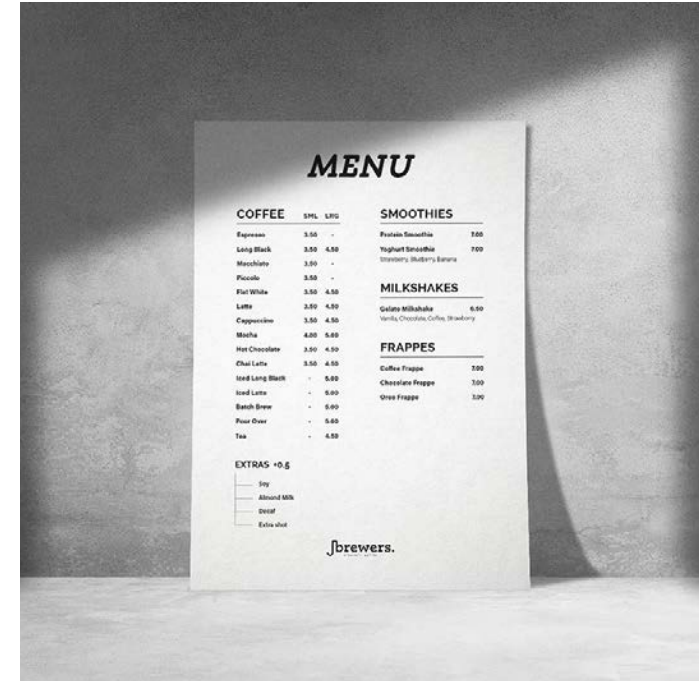 MENU
COFFEE SML LRG
Espresso 3.50 -
Long Black 3.50 4.50
Macchiato 3.50 -
Piccolo 3.50 -
Flat White 3.50 4.50
Latte 3.50 4.50
Cappuccino 3.50 4.50
Mocha 4.00 5.00
Hot Chocolate 3.50 4.50
Chai Latte 3.50 4.50
Iced Long Black - 5.00
Iced Latte - 5.00
Batch Brew - 5.00
Pour Over - 5.50
Tea - 4.50
EXTRAS +0.5
Soy
Almond Milk
Decaf
Extra shot
SMOOTHIES
Protein Smoothie 7.00
Yoghurt Smoothie 7.00
Strawberry, Blueberry, Banana
MILKSHAKES
Gelato Milkshake 6.50
Vanilla, Chocolate, Coffee, Strawberry
FRAPPES
Coffee Frappe 7.00
Chocolate Frappe 7.00
Oreo Frappe 7.00
brewers.